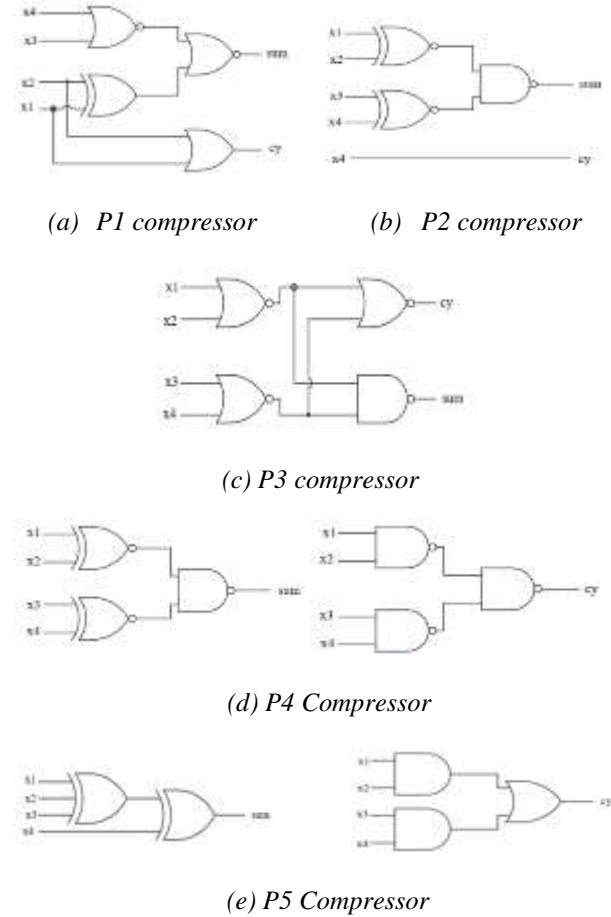 x4
x3
sum
x2
x1
cy
(a) P1 compressor
x1
x2
x3
x4
sum
x4
cy
(b) P2 compressor
x1
x2
cy
x3
x4
sum
(c) P3 compressor
x1
x2
x3
x4
sum
x1
x2
x3
x4
cy
(d) P4 Compressor
x1
x2
x3
x4
sum
x1
x2
x3
x4
cy
(e) P5 Compressor